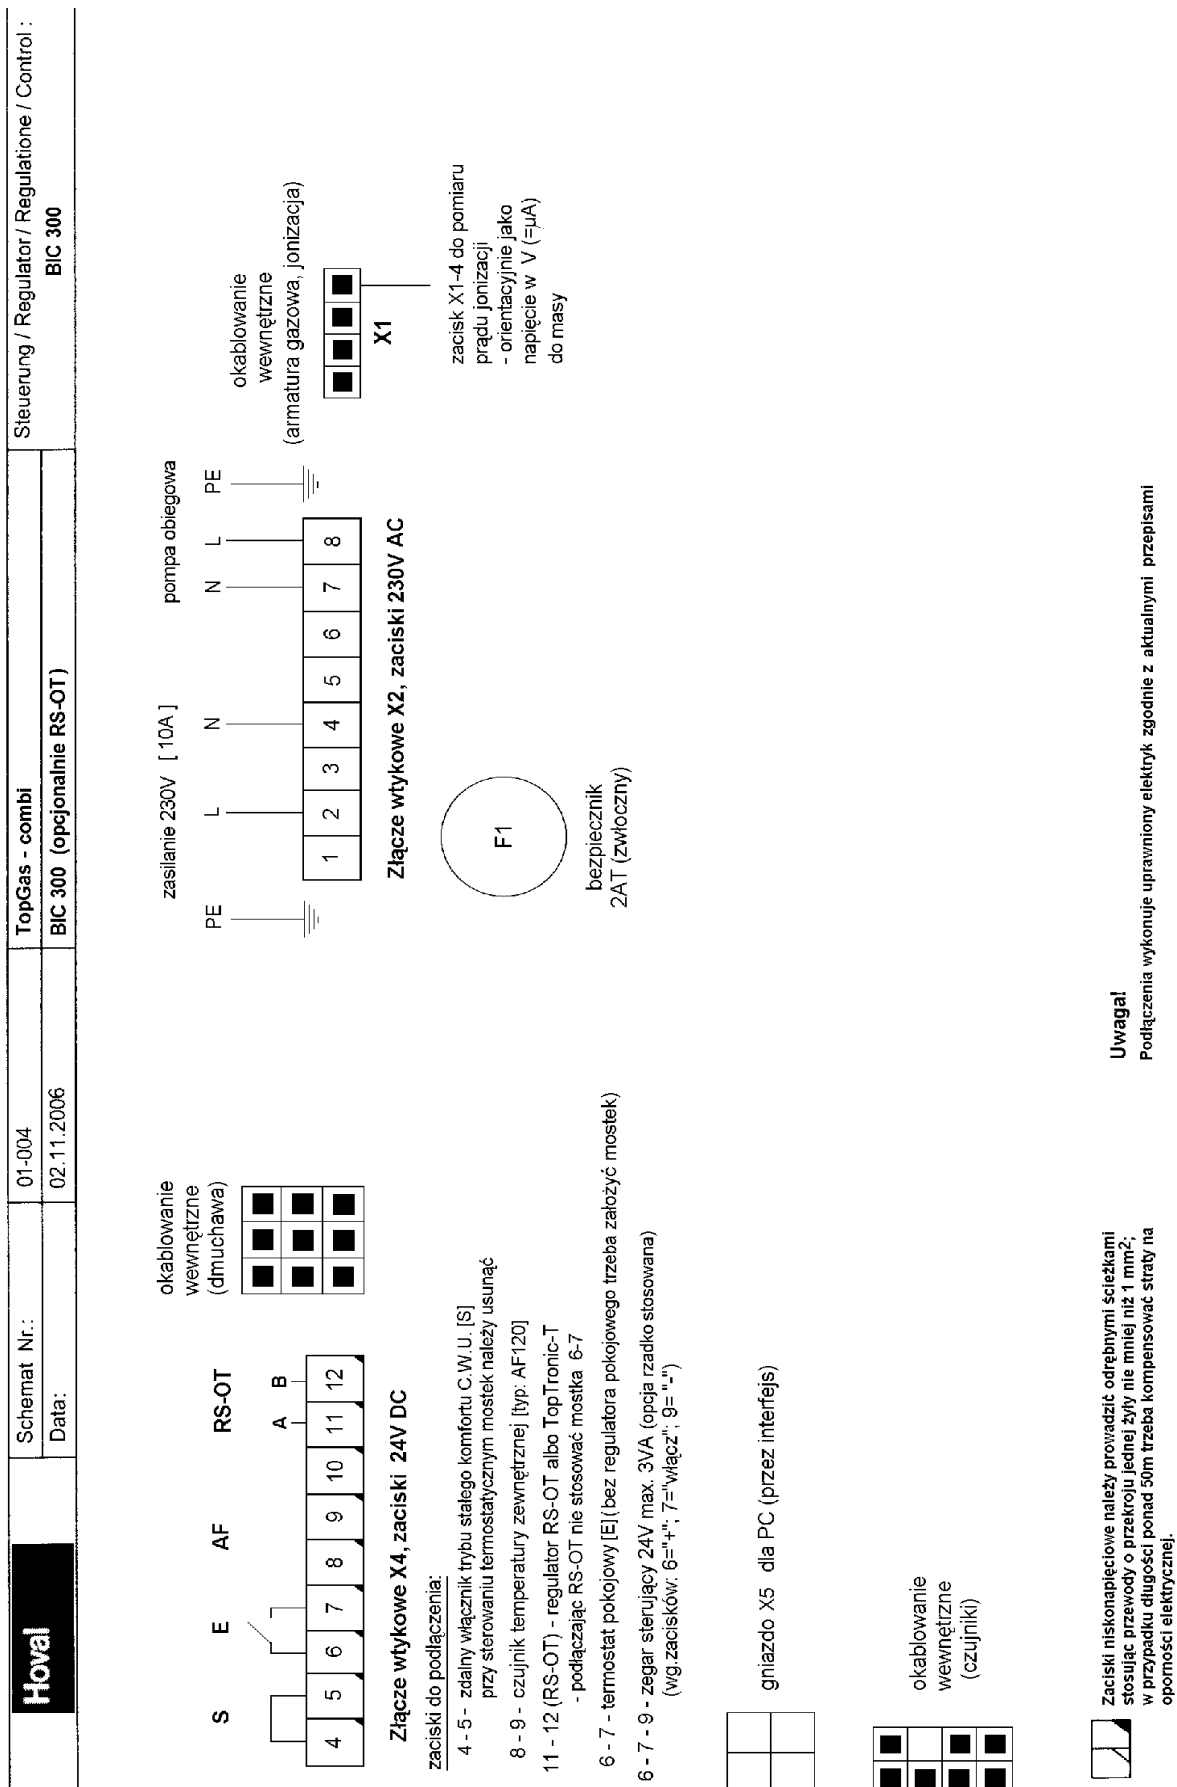 Hoval
Schemat Nr.:
01-004
TopGas - combi
Steuerung / Regulator / Regulatione / Control :
Data:
02.11.2006
BIC 300 (opcjonalnie RS-OT)
BIC 300
S
E
AF
RS-OT
A
B
4
5
6
7
8
9
10
11
12
Złącze wtykowe X4, zaciski 24V DC
zaciski do podłączenia:
4 - 5 - zdalny włącznik trybu stałego komfortu C.W.U. [S]
przy sterowaniu termostatycznym mostek należy usunąć
8 - 9 - czujnik temperatury zewnętrznej [typ: AF120]
11 - 12 (RS-OT) - regulator RS-OT albo TopTronic-T
- podłączając RS-OT nie stosować mostka 6-7
6 - 7 - termostat pokojowy [E] (bez regulatora pokojowego trzeba założyć mostek)
6 - 7 - 9 - zegar sterujący 24V max. 3VA (opcja rzadko stosowana)
(wg.zacisków: 6="+"; 7="włącz"; 9= "-")
okablowanie
wewnętrzne
(dmuchawa)
gniazdo X5 dla PC (przez interfejs)
okablowanie
wewnętrzne
(czujniki)
zasilanie 230V [ 10A ]
pompa obiegowa
PE
L
N
N
L
PE
1
2
3
4
5
6
7
8
Złącze wtykowe X2, zaciski 230V AC
F1
bezpiecznik
2AT (zwłoczny)
okablowanie
wewnętrzne
(armatura gazowa, jonizacja)
X1
zacisk X1-4 do pomiaru
prądu jonizacji
- orientacyjnie jako
napięcie w V (=µA)
do masy
Zaciski niskonapięciowe należy prowadzić odrębnymi ścieżkami
stosując przewody o przekroju jednej żyły nie mniej niż 1 mm2;
w przypadku długości ponad 50m trzeba kompensować straty na
oporności elektrycznej.
Uwaga!
Podłączenia wykonuje uprawniony elektryk zgodnie z aktualnymi przepisami